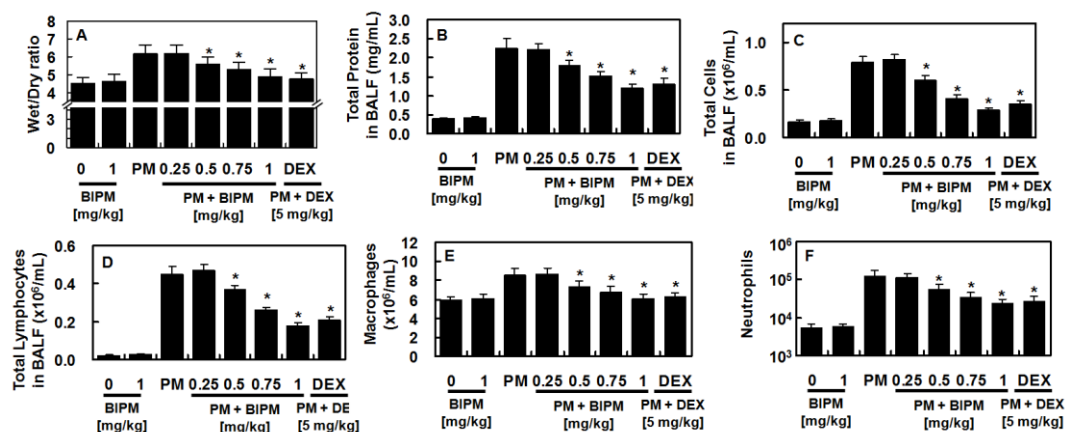 A
Wet/Dry ratio
7
6
5
4
2
0
0 1 PM 0.25 0.5 0.75 1 DEX
BIPM
[mg/kg]
PM + BIPM
[mg/kg]
PM + DEX
[5 mg/kg]
* * * *
B
Total Protein
in BALF (mg/mL)
2.5
2.0
1.5
1.0
0.5
0.0
0 1 PM 0.25 0.5 0.75 1 DEX
BIPM
[mg/kg]
PM + BIPM
[mg/kg]
PM + DEX
[5 mg/kg]
* * * *
C
Total Cells
in BALF (x10⁶/mL)
1.0
0.5
0.0
0 1 PM 0.25 0.5 0.75 1 DEX
BIPM
[mg/kg]
PM + BIPM
[mg/kg]
PM + DEX
[5 mg/kg]
* * * *
D
Total Lymphocytes
in BALF (x10⁶/mL)
0.6
0.4
0.2
0.0
0 1 PM 0.25 0.5 0.75 1 DEX
BIPM
[mg/kg]
PM + BIPM
[mg/kg]
PM + DE
[5 mg/kg]
* * * *
E
Macrophages
(x10⁶/mL)
12
10
8
6
4
2
0
0 1 PM 0.25 0.5 0.75 1 DEX
BIPM
[mg/kg]
PM + BIPM
[mg/kg]
PM + DEX
[5 mg/kg]
* * * *
F
Neutrophils
10⁶
10⁵
10⁴
10³
0 1 PM 0.25 0.5 0.75 1 DEX
BIPM
[mg/kg]
PM + BIPM
[mg/kg]
PM + DEX
[5 mg/kg]
* * * *